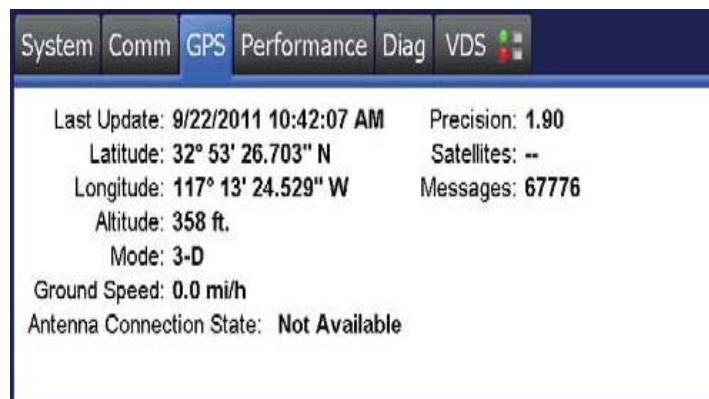 System Comm GPS Performance Diag VDS
Last Update: 9/22/2011 10:42:07 AM Precision: 1.90
Latitude: 32° 53' 26.703" N Satellites: --
Longitude: 117° 13' 24.529" W Messages: 67776
Altitude: 358 ft.
Mode: 3-D
Ground Speed: 0.0 mi/h
Antenna Connection State: Not Available